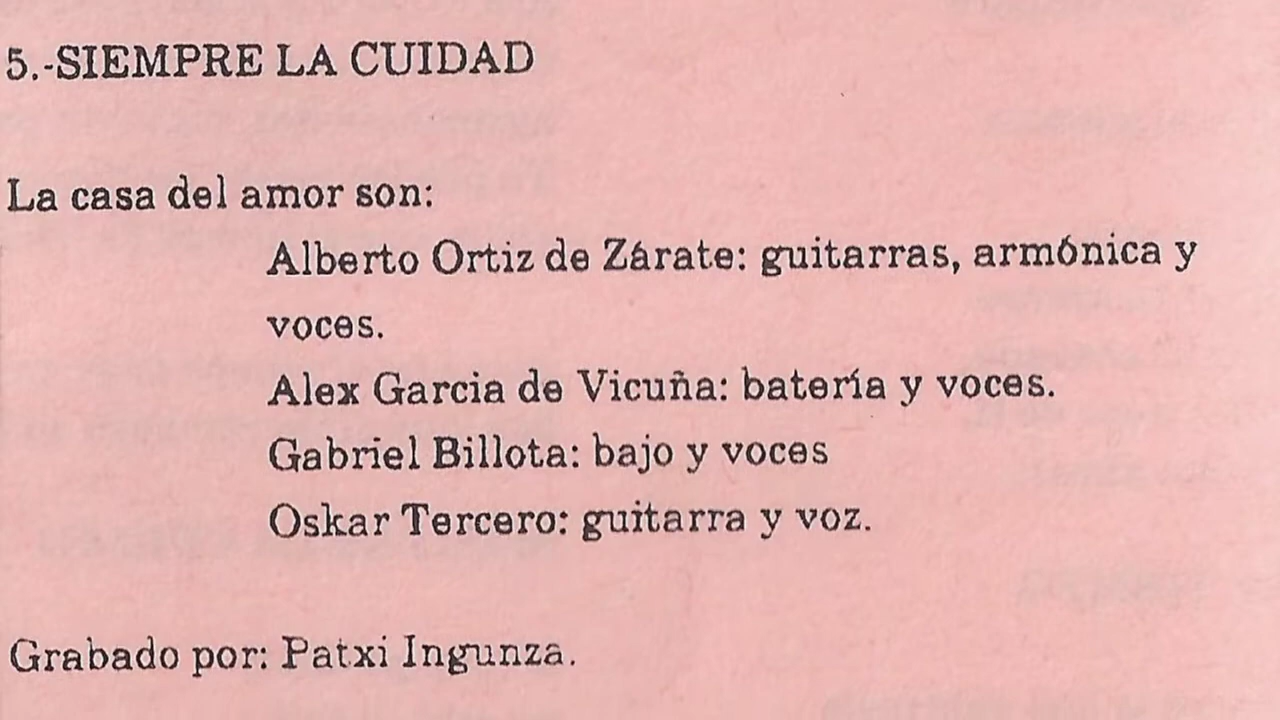 5.-SIEMPRE LA CUIDAD
La casa del amor son:
Alberto Ortiz de Zárate: guitarras, armónica y
voces.
Alex Garcia de Vicuña: batería y voces.
Gabriel Billota: bajo y voces
Oskar Tercero: guitarra y voz.
Grabado por: Patxi Ingunza.